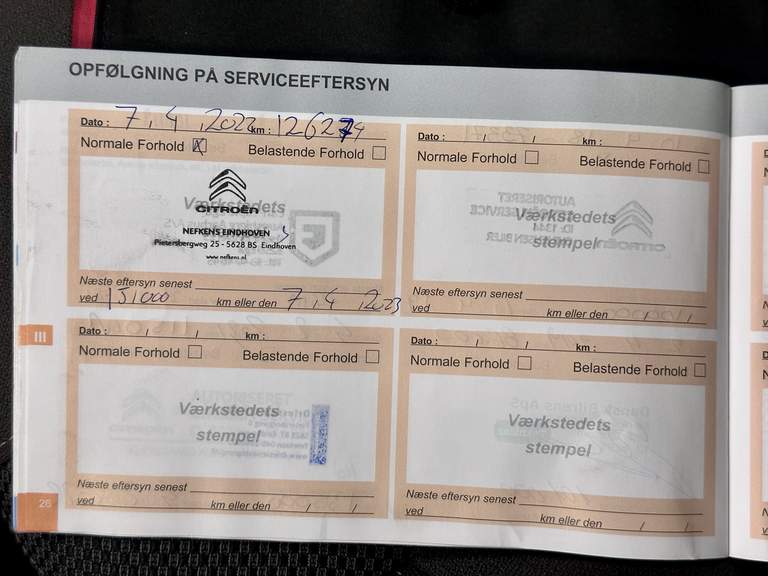 OPFØLGNING PÅ SERVICEEFTERSYN
Dato : 7.4.2022 km :
Normale Forhold X Belastende Forhold
Værkstedets
CITROËN
NEFKENS EINDHOVEN
Pietersbergweg 25 - 5628 BS Eindhoven
www.nefkens.nl
Næste eftersyn senest
ved 151000 km eller den 7.4.2023
Dato : / / km :
Normale Forhold Belastende Forhold
Værkstedets
stempel
Næste eftersyn senest
ved km eller den / /
III
Dato : / / km :
Normale Forhold Belastende Forhold
Værkstedets
stempel
Næste eftersyn senest
ved km eller den / /
Dato : / / km :
Normale Forhold Belastende Forhold
Værkstedets
stempel
Næste eftersyn senest
ved km eller den / /
26